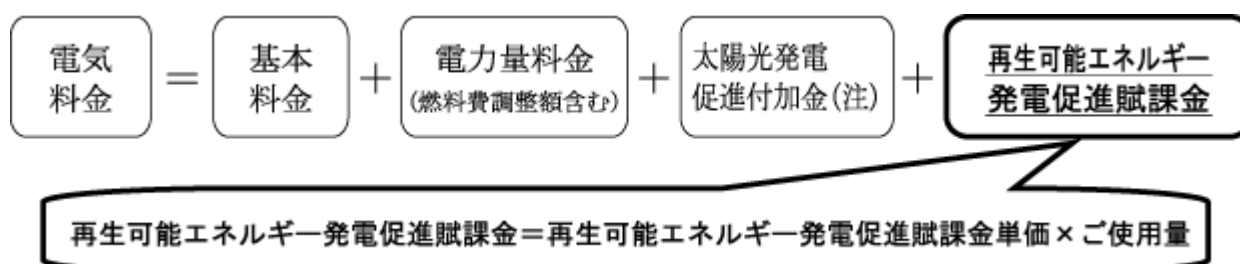 電気
料金
=
基本
料金
+
電力量料金
(燃料費調整額含む)
+
太陽光発電
促進付加金(注)
+
再生可能エネルギー
発電促進賦課金
再生可能エネルギー発電促進賦課金=再生可能エネルギー発電促進賦課金単価×ご使用量